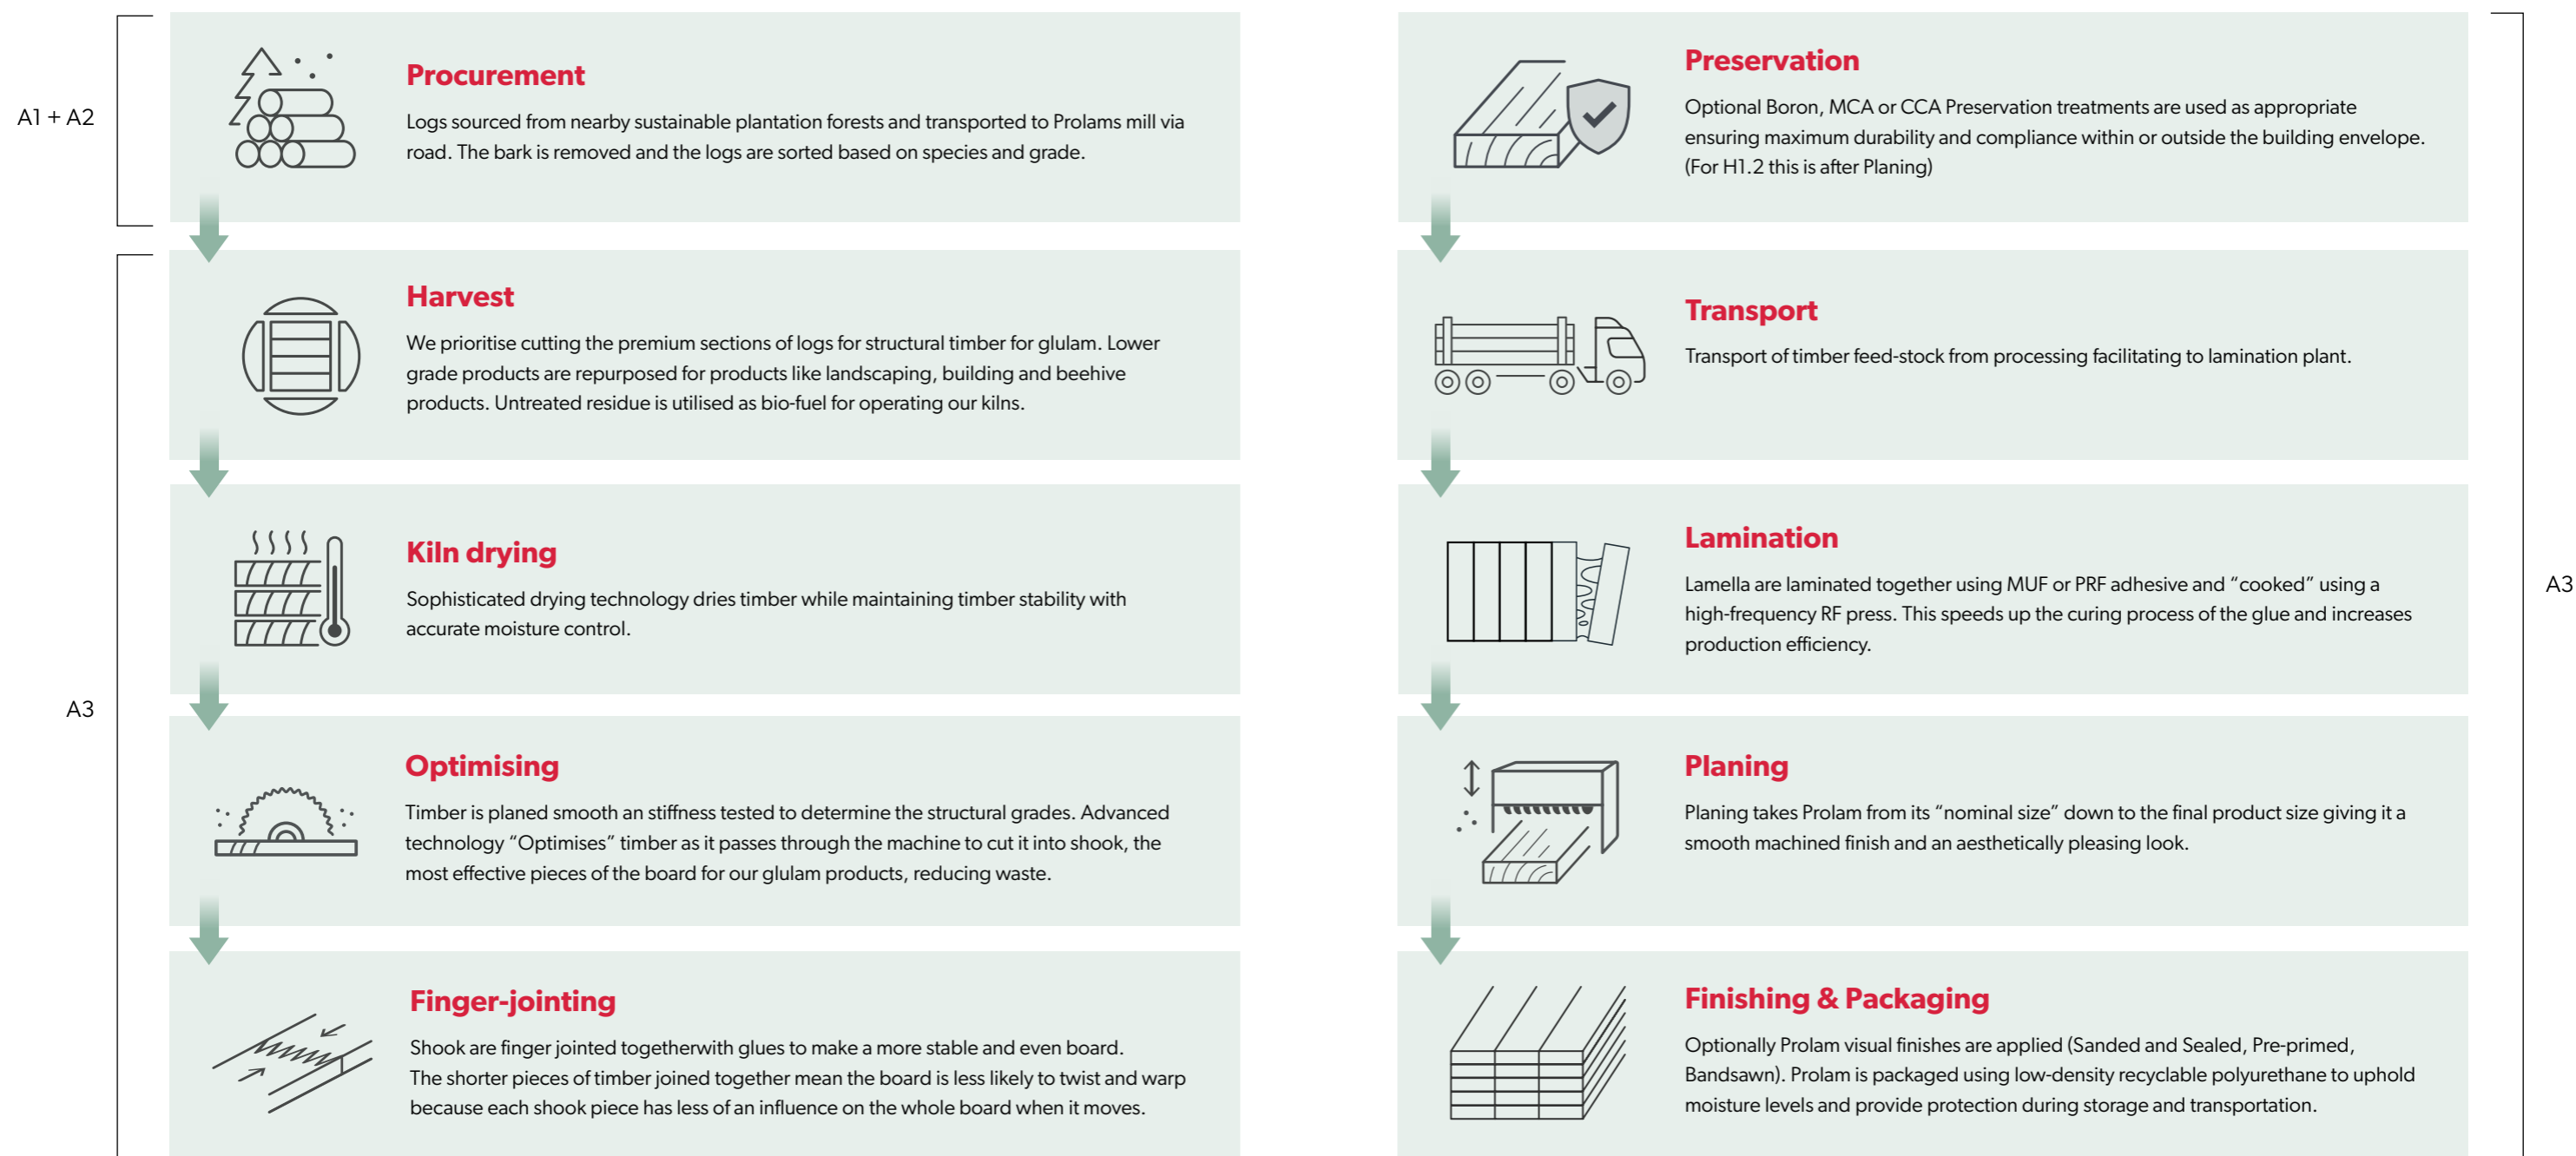 A1 + A2
Procurement
Logs sourced from nearby sustainable plantation forests and transported to Prolams mill via
road. The bark is removed and the logs are sorted based on species and grade.
A3
Harvest
We prioritise cutting the premium sections of logs for structural timber for glulam. Lower
grade products are repurposed for products like landscaping, building and beehive
products. Untreated residue is utilised as bio-fuel for operating our kilns.
Kiln drying
Sophisticated drying technology dries timber while maintaining timber stability with
accurate moisture control.
Optimising
Timber is planed smooth an stiffness tested to determine the structural grades. Advanced
technology “Optimises” timber as it passes through the machine to cut it into shook, the
most effective pieces of the board for our glulam products, reducing waste.
Finger-jointing
Shook are finger jointed togetherwith glues to make a more stable and even board.
The shorter pieces of timber joined together mean the board is less likely to twist and warp
because each shook piece has less of an influence on the whole board when it moves.
Preservation
Optional Boron, MCA or CCA Preservation treatments are used as appropriate
ensuring maximum durability and compliance within or outside the building envelope.
(For H1.2 this is after Planing)
Transport
Transport of timber feed-stock from processing facilitating to lamination plant.
Lamination
Lamella are laminated together using MUF or PRF adhesive and “cooked” using a
high-frequency RF press. This speeds up the curing process of the glue and increases
production efficiency.
Planing
Planing takes Prolam from its “nominal size” down to the final product size giving it a
smooth machined finish and an aesthetically pleasing look.
Finishing & Packaging
Optionally Prolam visual finishes are applied (Sanded and Sealed, Pre-primed,
Bandsawn). Prolam is packaged using low-density recyclable polyurethane to uphold
moisture levels and provide protection during storage and transportation.
A3